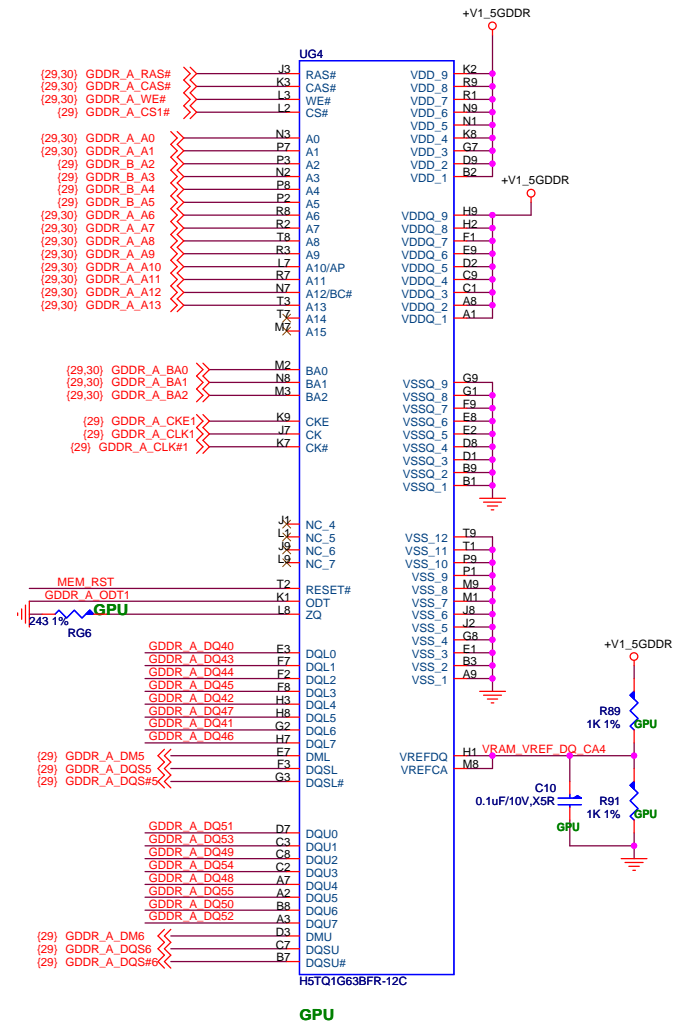 +V1_5GDDR
UG4
{29,30} GDDR_A_RAS# J3 RAS# VDD_9 K2
{29,30} GDDR_A_CAS# K3 CAS# VDD_8 R9
{29,30} GDDR_A_WE# L3 WE# VDD_7 R1
{29} GDDR_A_CS1# L2 CS# VDD_6 N9
VDD_5 N1
{29,30} GDDR_A_A0 N3 A0 VDD_4 K8
{29,30} GDDR_A_A1 P7 A1 VDD_3 G7
{29} GDDR_B_A2 P3 A2 VDD_2 D9
{29} GDDR_B_A3 N2 A3 VDD_1 B2
+V1_5GDDR
{29} GDDR_B_A4 P8 A4
{29} GDDR_B_A5 P2 A5
{29,30} GDDR_A_A6 R8 A6 VDDQ_9 H9
{29,30} GDDR_A_A7 R2 A7 VDDQ_8 H2
{29,30} GDDR_A_A8 T8 A8 VDDQ_7 F1
{29,30} GDDR_A_A9 R3 A9 VDDQ_6 E9
{29,30} GDDR_A_A10 L7 A10/AP VDDQ_5 D2
{29,30} GDDR_A_A11 R7 A11 VDDQ_4 C9
{29,30} GDDR_A_A12 N7 A12/BC# VDDQ_3 C1
{29,30} GDDR_A_A13 T3 A13 VDDQ_2 A8
T7 A14 VDDQ_1 A1
M7 A15
{29,30} GDDR_A_BA0 M2 BA0
{29,30} GDDR_A_BA1 N8 BA1 VSSQ_9 G9
{29,30} GDDR_A_BA2 M3 BA2 VSSQ_8 G1
VSSQ_7 F9
{29} GDDR_A_CKE1 K9 CKE VSSQ_6 E8
{29} GDDR_A_CLK1 J7 CK VSSQ_5 E2
{29} GDDR_A_CLK#1 K7 CK# VSSQ_4 D8
VSSQ_3 D1
VSSQ_2 B9
VSSQ_1 B1
J1 NC_4
L1 NC_5 VSS_12 T9
J9 NC_6 VSS_11 T1
L9 NC_7 VSS_10 P9
VSS_9 P1
MEM_RST T2 RESET# VSS_8 M9
GDDR_A_ODT1 K1 ODT VSS_7 M1
GPU L8 ZQ VSS_6 J8
243 1% VSS_5 J2
RG6
VSS_4 G8
GDDR_A_DQ40 E3 DQL0 VSS_3 E1
GDDR_A_DQ43 F7 DQL1 VSS_2 B3
GDDR_A_DQ44 F2 DQL2 VSS_1 A9
+V1_5GDDR
GDDR_A_DQ45 F8 DQL3
GDDR_A_DQ42 H3 DQL4
GDDR_A_DQ47 H8 DQL5
R89
1K 1% GPU
GDDR_A_DQ41 G2 DQL6
GDDR_A_DQ46 H7 DQL7
{29} GDDR_A_DM5 E7 DML VREFDQ H1 VRAM_VREF_DQ_CA4
{29} GDDR_A_DQS5 F3 DQSL VREFCA M8
{29} GDDR_A_DQS#5 G3 DQSL#
C10
0.1uF/10V,X5R
GPU
R91
1K 1% GPU
GDDR_A_DQ51 D7 DQU0
GDDR_A_DQ53 C3 DQU1
GDDR_A_DQ49 C8 DQU2
GDDR_A_DQ54 C2 DQU3
GDDR_A_DQ48 A7 DQU4
GDDR_A_DQ55 A2 DQU5
GDDR_A_DQ50 B8 DQU6
GDDR_A_DQ52 A3 DQU7
{29} GDDR_A_DM6 D3 DMU
{29} GDDR_A_DQS6 C7 DQSU
{29} GDDR_A_DQS#6 B7 DQSU#
H5TQ1G63BFR-12C
GPU